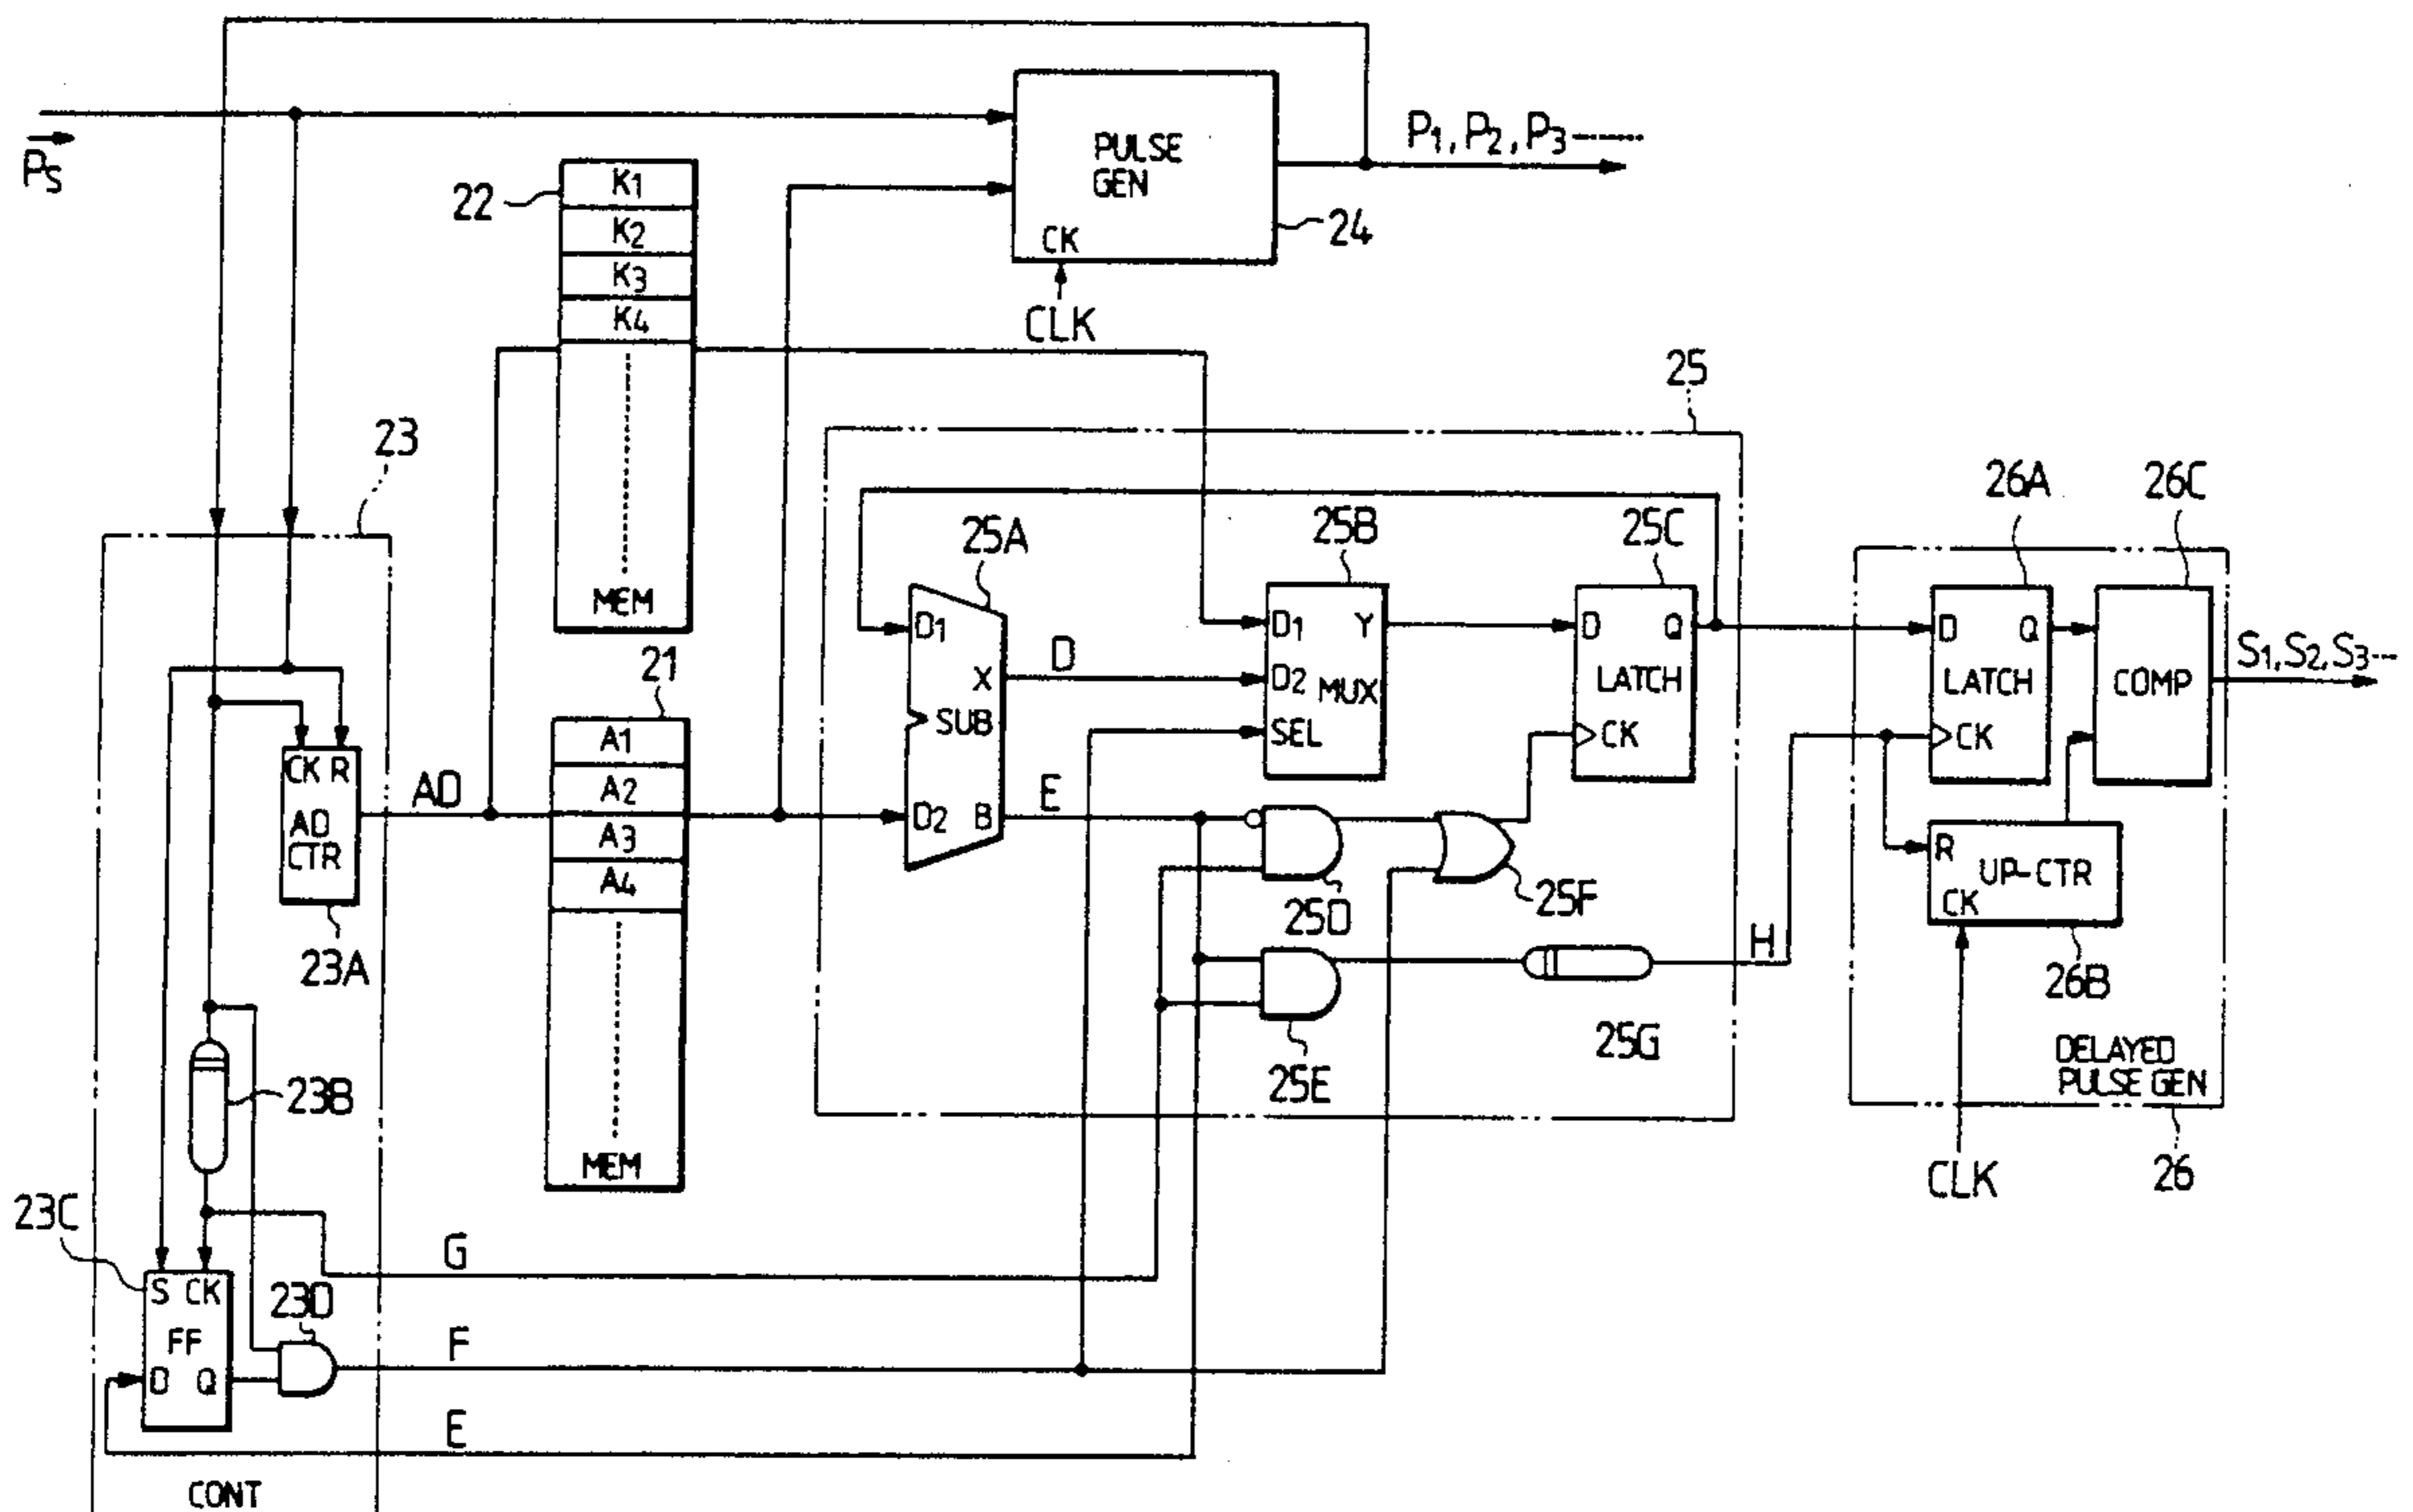 PS
P1, P2, P3
PULSE
GEN
CK
24
CLK
22
K1
K2
K3
K4
MEM
23
25
21
A1
A2
A3
A4
MEM
25A
D1
X
SUB
D2
B
D
E
25B
D1
Y
D2
MUX
SEL
25C
D
Q
LATCH
CK
26A
D
Q
LATCH
CK
26C
COMP
S1, S2, S3
CK R
AD
CTR
AD
23A
R
UP-CTR
CK
26B
25D
25F
25E
25G
H
DELAYED
PULSE GEN
CLK
26
23B
23C
S CK
FF
D Q
23D
G
F
E
CONT